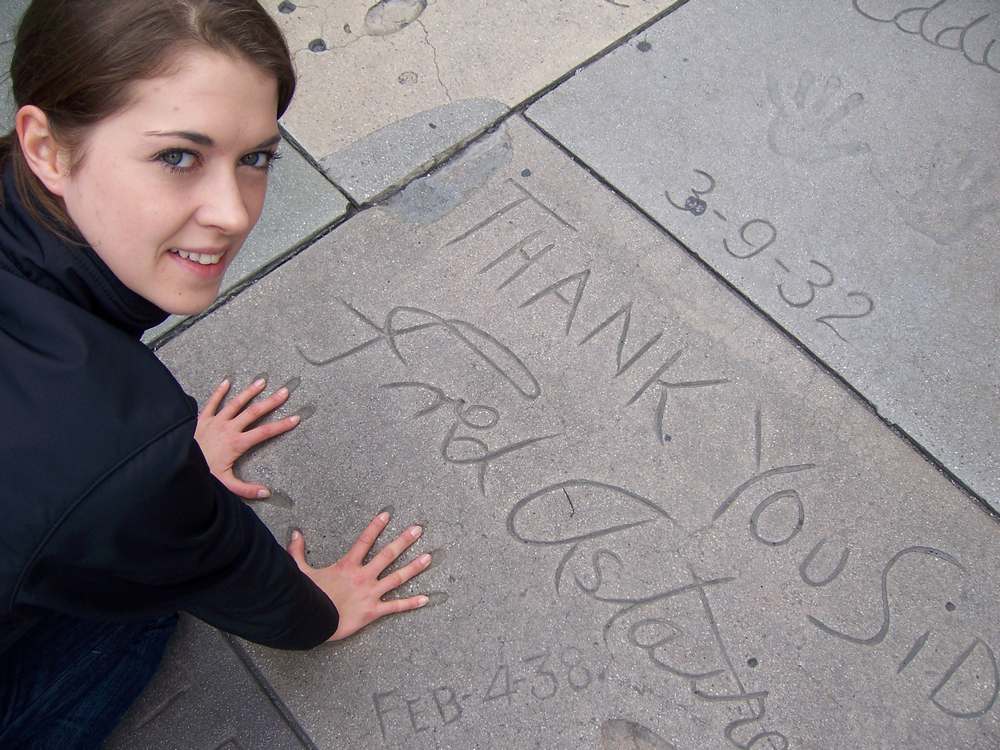 3-9-32
THANK YOU SiD
Fred Astaire
FEB-4-38